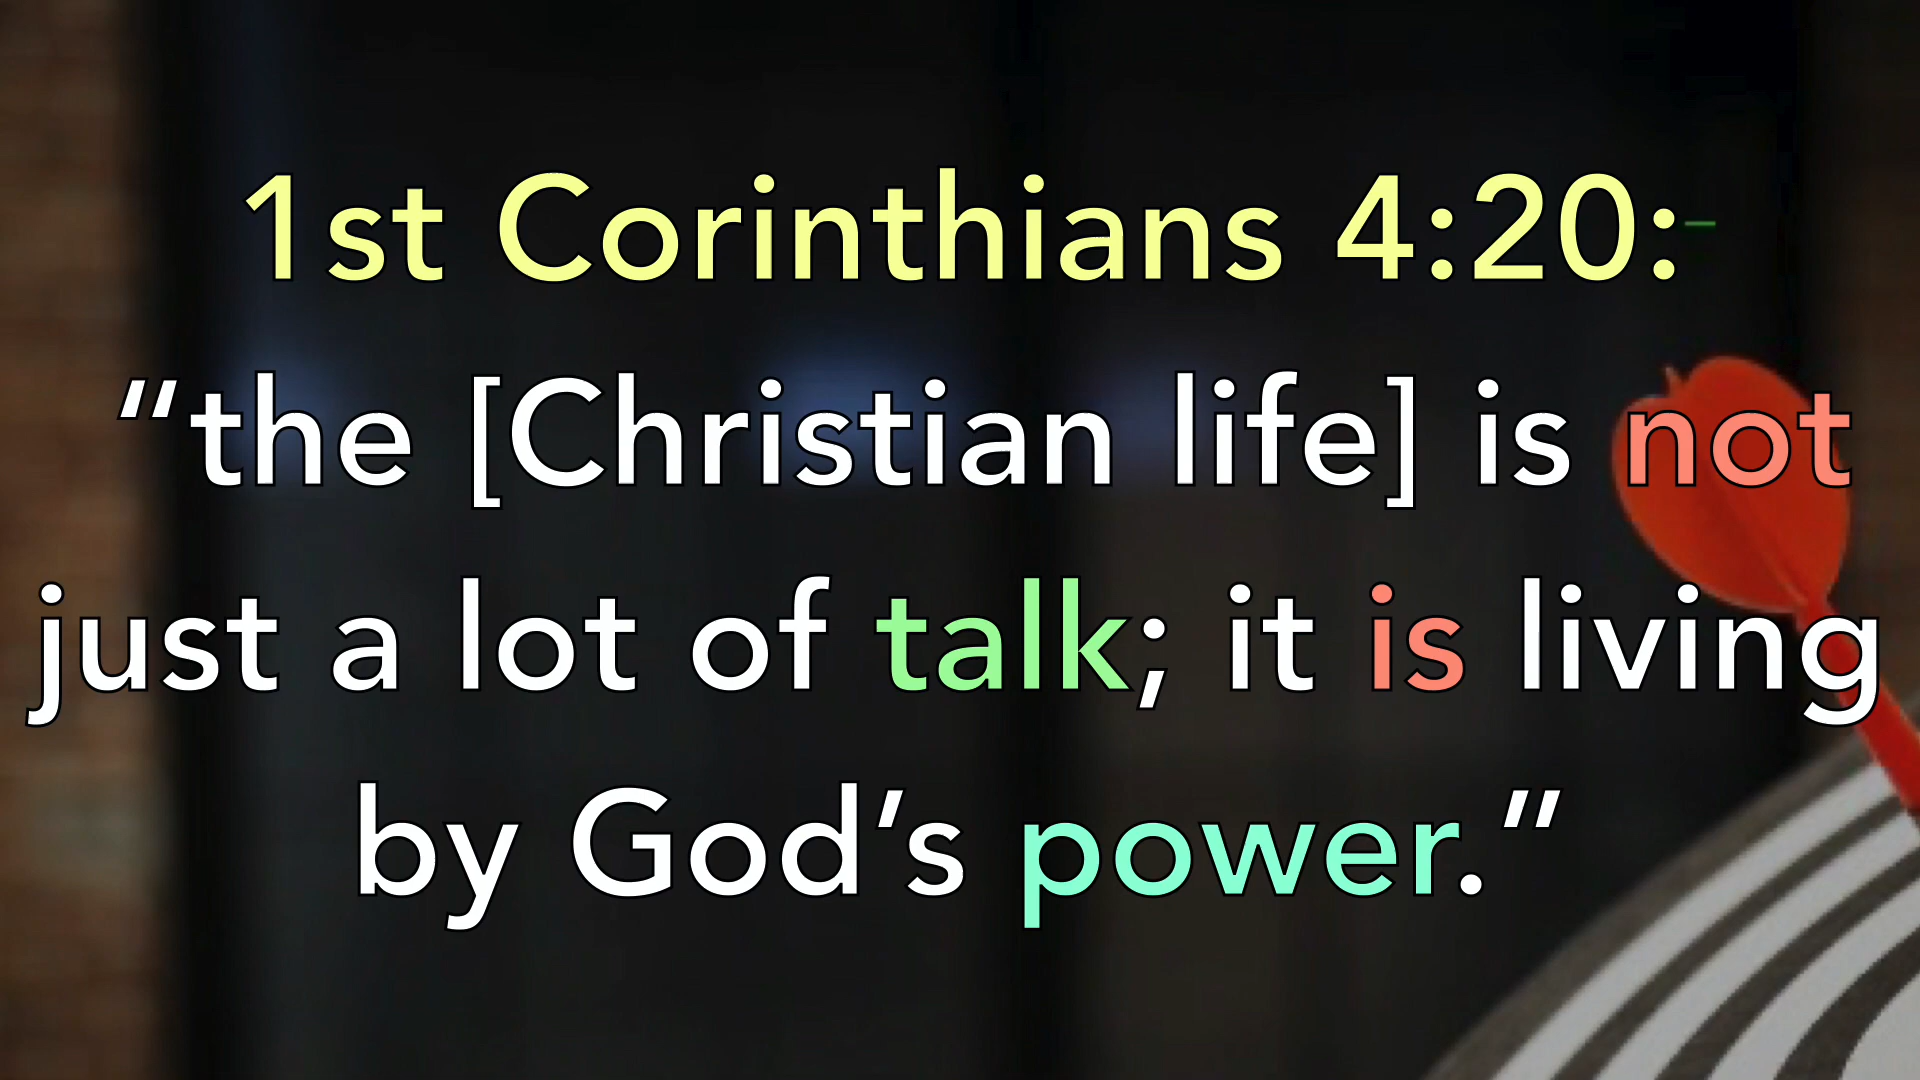 1st Corinthians 4:20:-
“the [Christian life] is not
just a lot of talk; it is living
by God’s power.”